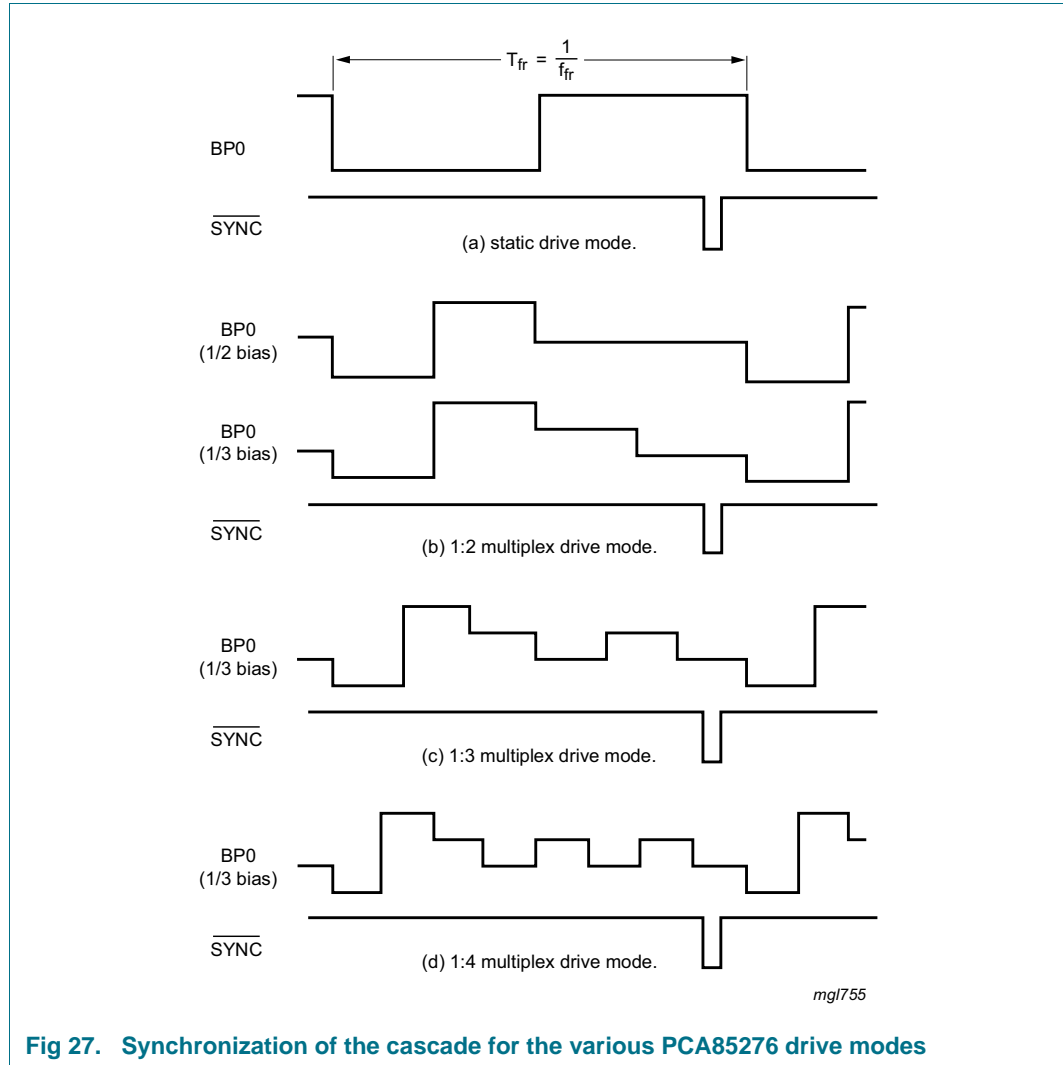 T_fr = 1/f_fr
BP0
SYNC
(a) static drive mode.
BP0
(1/2 bias)
BP0
(1/3 bias)
SYNC
(b) 1:2 multiplex drive mode.
BP0
(1/3 bias)
SYNC
(c) 1:3 multiplex drive mode.
BP0
(1/3 bias)
SYNC
(d) 1:4 multiplex drive mode.
mgl755
Fig 27. Synchronization of the cascade for the various PCA85276 drive modes